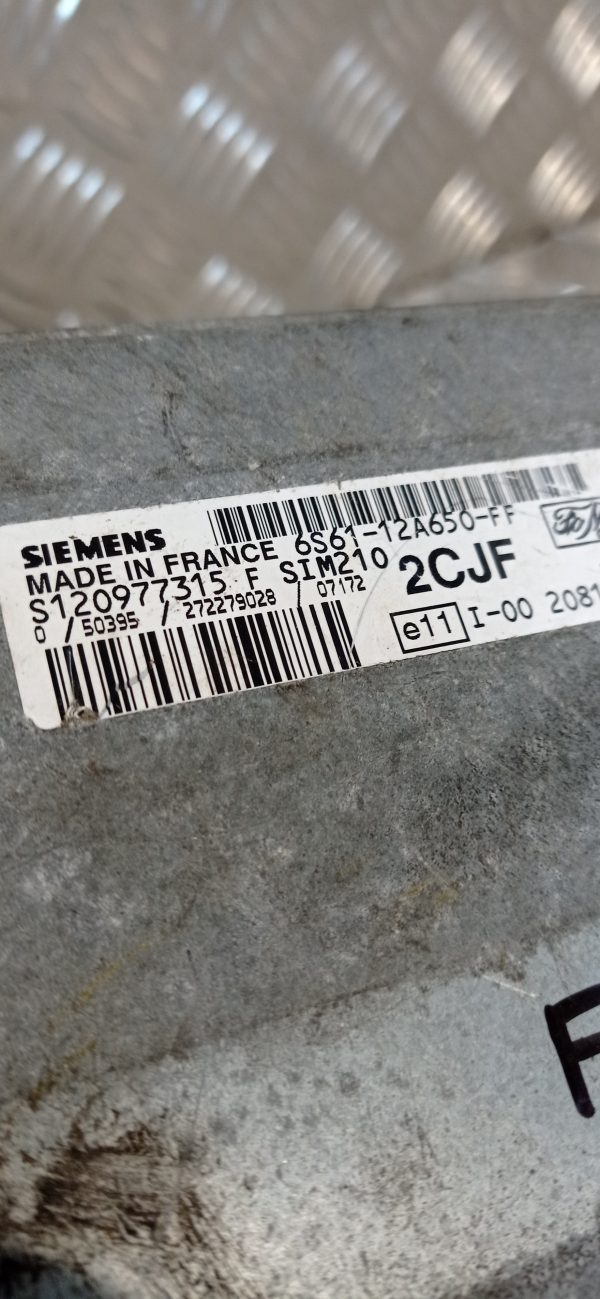 SIEMENS
6S61-12A650-FF
MADE IN FRANCE
S120977315 F SIM210
2CJF
0 / 50395 / 272279028 / 07172
e11 I-00 2081
F